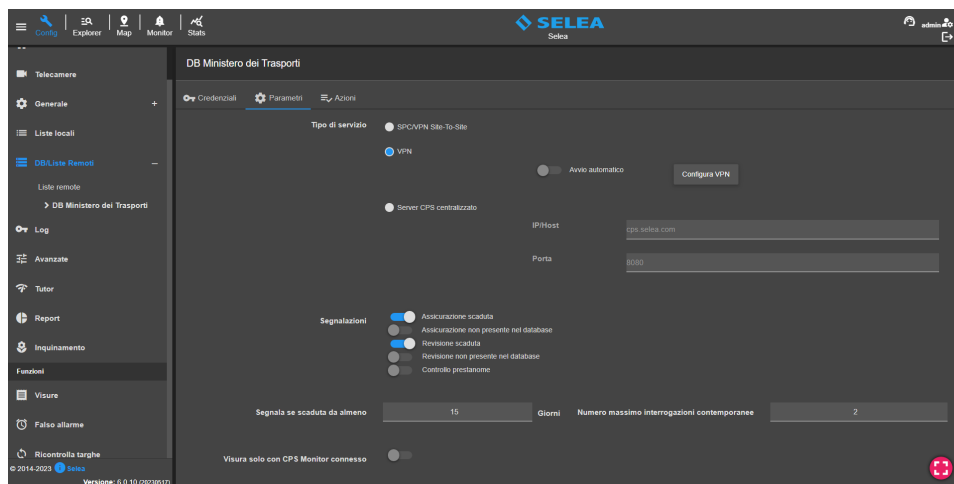 Config
Explorer
Map
Monitor
Stats
SELEA
Selea
admin
DB Ministero dei Trasporti
Telecamere
Generale +
Liste locali
DB/Liste Remoti –
Liste remote
DB Ministero dei Trasporti
Log
Avanzate
Tutor
Report
Inquinamento
Funzioni
Visure
Falso allarme
Ricontrolla targhe
© 2014-2023 Selea
Versione: 6.0.10 (20230517)
Credenziali
Parametri
Azioni
Tipo di servizio
SPC/VPN Site-To-Site
VPN
Avvio automatico
Configura VPN
Server CPS centralizzato
IP/Host
cps.selea.com
Porta
8080
Segnalazioni
Assicurazione scaduta
Assicurazione non presente nel database
Revisione scaduta
Revisione non presente nel database
Controllo prestanome
Segnala se scaduta da almeno 15 Giorni
Numero massimo interrogazioni contemporanee 2
Visura solo con CPS Monitor connesso